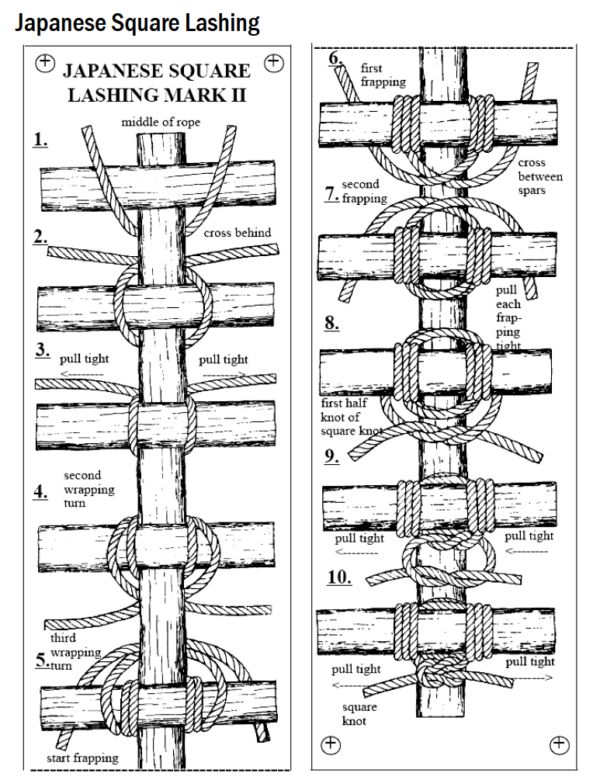 Japanese Square Lashing
JAPANESE SQUARE
LASHING MARK II
middle of rope
1.
2.
cross behind
3.
pull tight
pull tight
second
wrapping
turn
4.
third
wrapping
5. turn
start frapping
6.
first
frapping
cross
between
spars
7. second
frapping
pull
each
frap-
ping
tight
8.
first half
knot of
square knot
9.
pull tight
pull tight
10.
pull tight
pull tight
square
knot